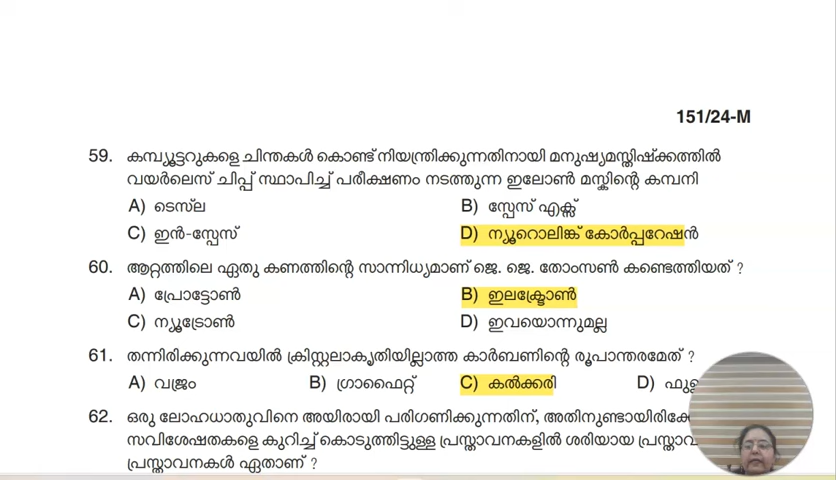 151/24-M
59. കമ്പ്യൂട്ടറുകളെ ചിന്തകൾ കൊണ്ട് നിയന്ത്രിക്കുന്നതിനായി മനുഷ്യമസ്തിഷ്ക്കത്തിൽ
വയർലെസ് ചിപ്പ് സ്ഥാപിച്ച് പരീക്ഷണം നടത്തുന്ന ഇലോൺ മസ്കിന്റെ കമ്പനി
A) ടെസ്‌ല B) സ്പേസ് എക്സ്
C) ഇൻ-സ്പേസ് D) ന്യൂറൊലിങ്ക് കോർപ്പറേഷൻ
60. ആറ്റത്തിലെ ഏതു കണത്തിന്റെ സാന്നിധ്യമാണ് ജെ. ജെ. തോംസൺ കണ്ടെത്തിയത് ?
A) പ്രോട്ടോൺ B) ഇലക്ട്രോൺ
C) ന്യൂട്രോൺ D) ഇവയൊന്നുമല്ല
61. തന്നിരിക്കുന്നവയിൽ ക്രിസ്റ്റലാകൃതിയില്ലാത്ത കാർബണിന്റെ രൂപാന്തരമേത് ?
A) വജ്രം B) ഗ്രാഫൈറ്റ് C) കൽക്കരി D)
62. ഒരു ലോഹധാതുവിനെ അയിരായി പരിഗണിക്കുന്നതിന്,
സവിശേഷതകളെ കുറിച്ച് കൊടുത്തിട്ടുള്ള പ്രസ്താവനകളിൽ ശരിയായ
പ്രസ്താവനകൾ ഏതാണ് ?